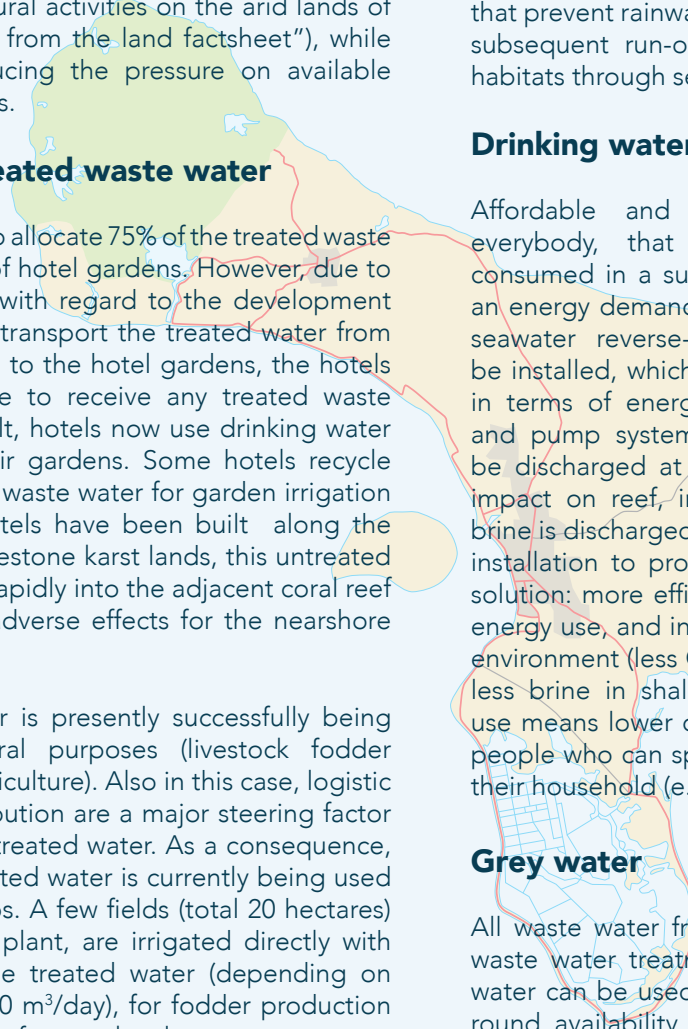 ural activities on the arid lands of
from the land factsheet"), while
ucing the pressure on available
s.
eated waste water
o allocate 75% of the treated waste
of hotel gardens. However, due to
with regard to the development
transport the treated water from
to the hotel gardens, the hotels
e to receive any treated waste
lt, hotels now use drinking water
ir gardens. Some hotels recycle
waste water for garden irrigation
tels have been built along the
estone karst lands, this untreated
apidly into the adjacent coral reef
adverse effects for the nearshore
r is presently successfully being
ral purposes (livestock fodder
iculture). Also in this case, logistic
bution are a major steering factor
treated water. As a consequence,
ted water is currently being used
os. A few fields (total 20 hectares)
plant, are irrigated directly with
e treated water (depending on
0 m³/day), for fodder production
that prevent rainwa
subsequent run-o
habitats through se
Drinking water
Affordable and
everybody, that
consumed in a su
an energy demand
seawater reverse-
be installed, which
in terms of energ
and pump system
be discharged at
impact on reef, in
brine is discharged
installation to pro
solution: more effi
energy use, and in
environment (less
less brine in shal
use means lower c
people who can sp
their household (e.
Grey water
All waste water fr
waste water treatm
water can be used
round availability